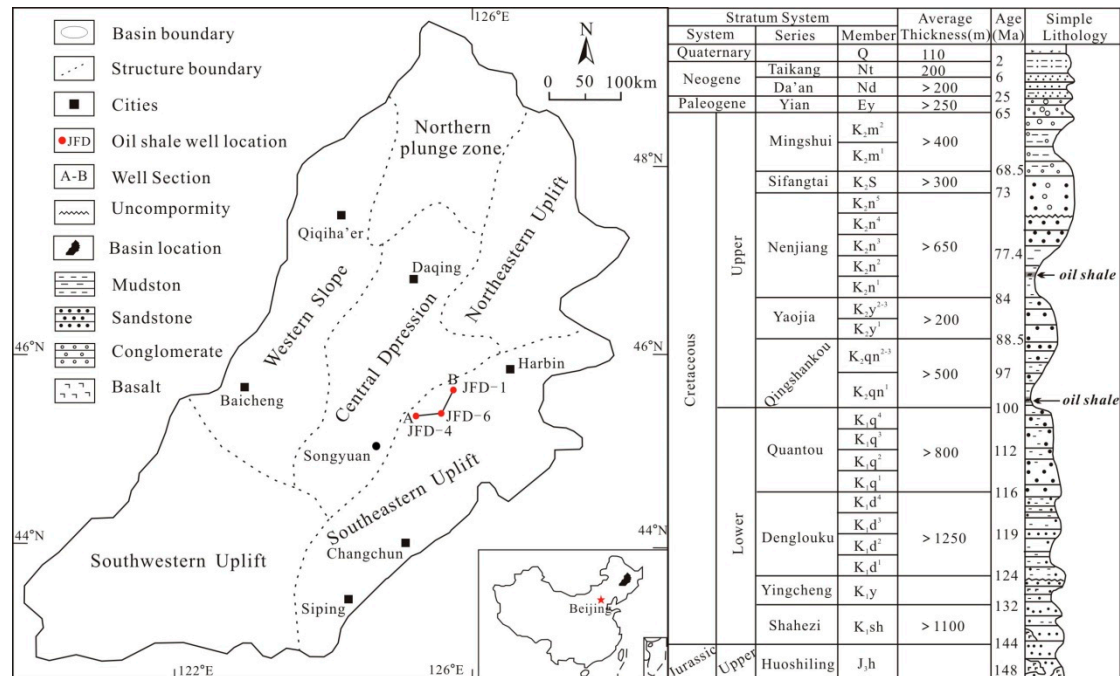 Basin boundary
Structure boundary
Cities
JFD Oil shale well location
A-B Well Section
Uncompormity
Basin location
Mudston
Sandstone
Conglomerate
Basalt
126°E
N
0 50 100km
48°N
46°N
46°N
44°N
44°N
122°E
126°E
Northern
plunge zone
Qiqiha'er
Daqing
Northeastern Uplift
Western Slope
Central Dpression
Harbin
Baicheng
B JFD-1
A JFD-6
JFD-4
Songyuan
Southeastern Uplift
Changchun
Southwestern Uplift
Siping
Beijing
Stratum System Average Thickness(m) Age (Ma) Simple Lithology
System Series Member
Quaternary Q 110
2
Neogene Taikang Nt 200
6
Da'an Nd >200
25
Paleogene Yian Ey >250
65
Cretaceous Upper Mingshui K₂m² >400
K₂m¹
68.5
Sifangtai K₂S >300
73
Nenjiang K₂n⁵ >650
K₂n⁴
K₂n³
77.4
K₂n²
oil shale
K₂n¹
84
Yaojia K₂y²⁻³ >200
K₂y¹
88.5
Qingshankou K₂qn²⁻³ >500
97
K₂qn¹
oil shale
100
Lower Quantou K₁q⁴ >800
K₁q³
112
K₁q²
K₁q¹
116
Denglouku K₁d⁴ >1250
K₁d³
119
K₁d²
K₁d¹
124
Yingcheng K₁y
132
Shahezi K₁sh >1100
144
Jurassic Upper Huoshiling J₃h
148